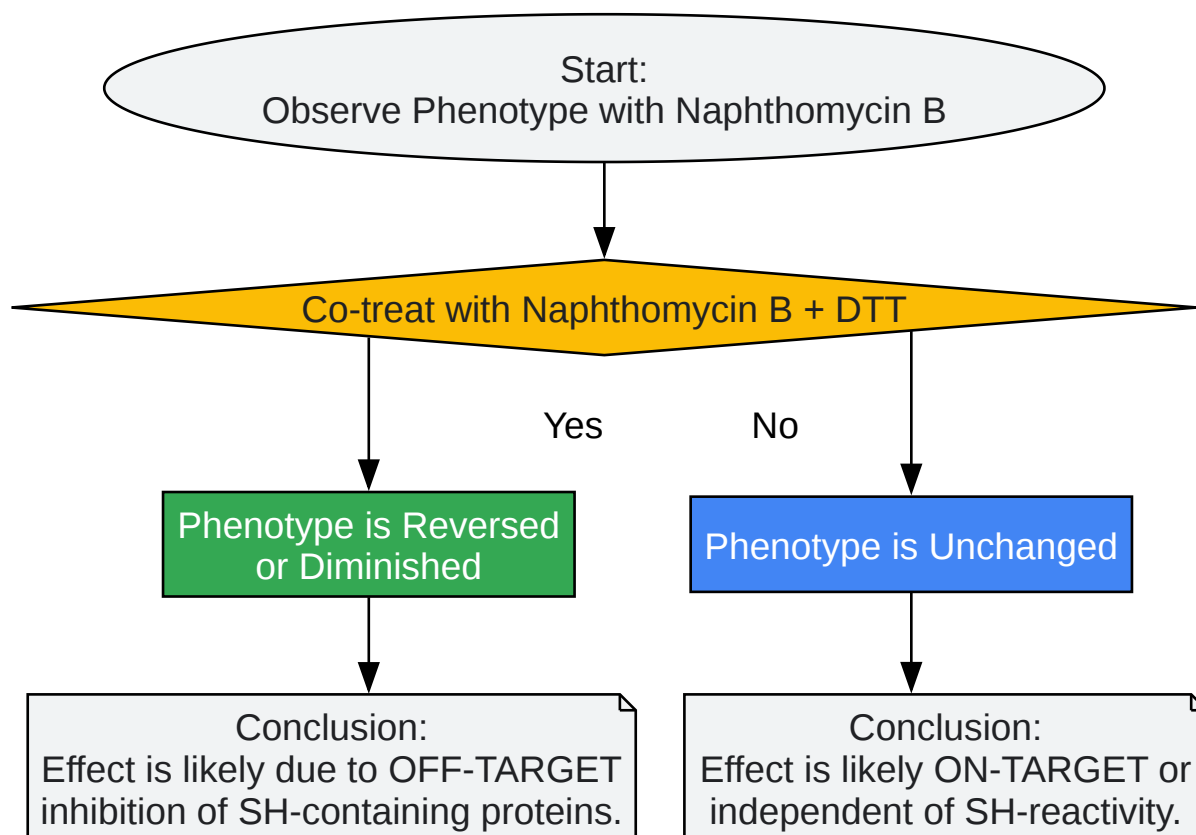 Start:
Observe Phenotype with Naphthomycin B
Co-treat with Naphthomycin B + DTT
Yes
No
Phenotype is Reversed
or Diminished
Phenotype is Unchanged
Conclusion:
Effect is likely due to OFF-TARGET
inhibition of SH-containing proteins.
Conclusion:
Effect is likely ON-TARGET or
independent of SH-reactivity.